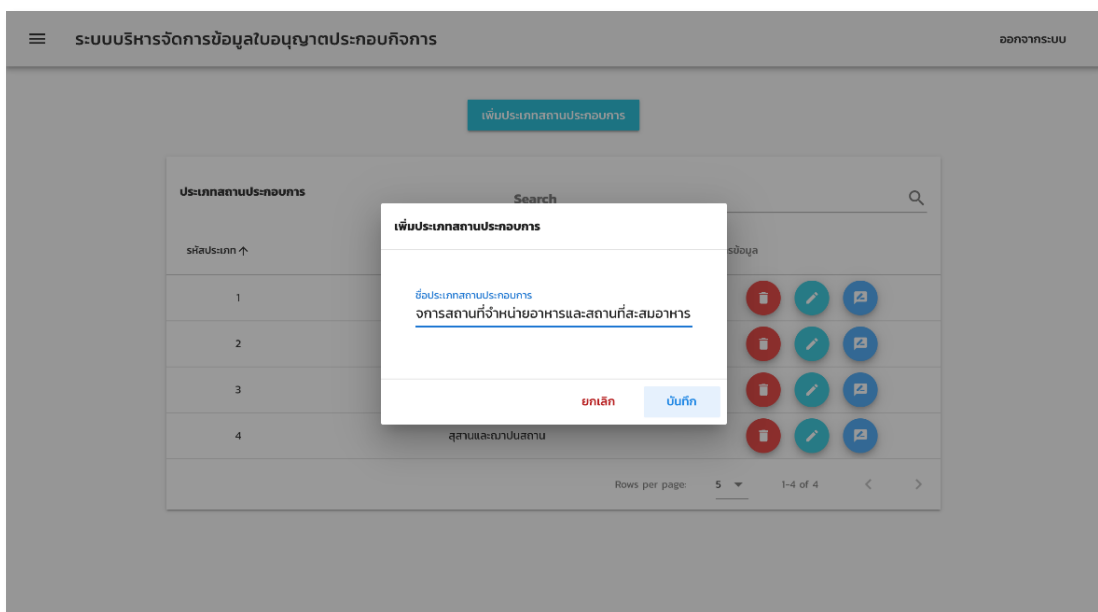 ระบบบริหารจัดการข้อมูลใบอนุญาตประกอบกิจการ
ออกจากระบบ
เพิ่มประเภทสถานประกอบการ
ประเภทสถานประกอบการ
Search
เพิ่มประเภทสถานประกอบการ
รหัสประเภท
รข้อมูล
ชื่อประเภทสถานประกอบการ
จการสถานที่จำหน่ายอาหารและสถานที่สะสมอาหาร
1
2
3
ยกเลิก บันทึก
4 สุสานและฌาปนสถาน
Rows per page: 5 1-4 of 4